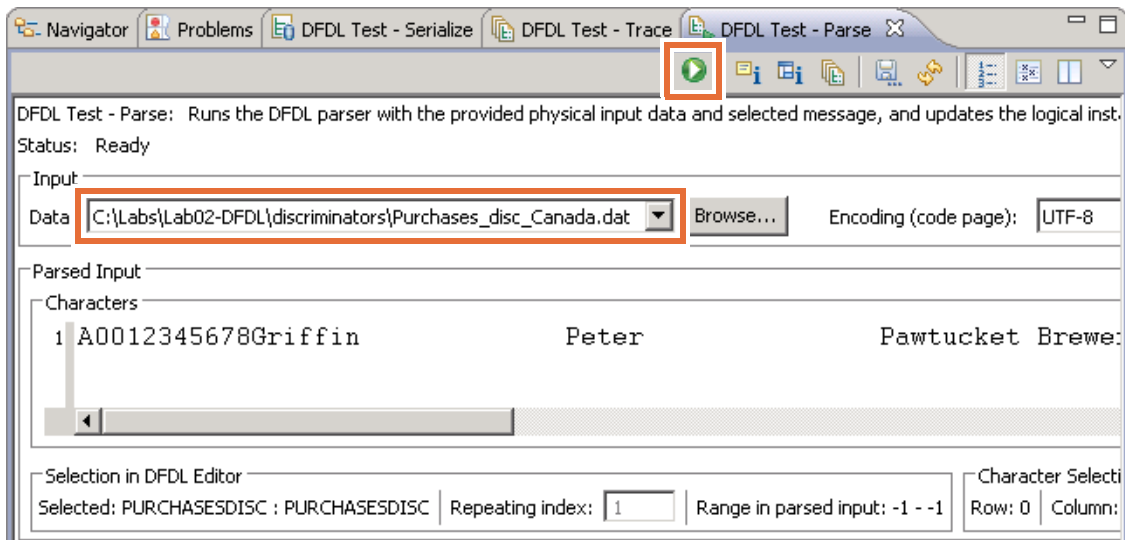 Navigator Problems DFDL Test - Serialize DFDL Test - Trace DFDL Test - Parse
DFDL Test - Parse: Runs the DFDL parser with the provided physical input data and selected message, and updates the logical inst
Status: Ready
Input
Data C:\Labs\Lab02-DFDL\discriminators\Purchases_disc_Canada.dat Browse... Encoding (code page): UTF-8
Parsed Input
Characters
1 A0012345678Griffin Peter Pawtucket Brewer
Selection in DFDL Editor Character Selecti
Selected: PURCHASESDISC : PURCHASESDISC Repeating index: 1 Range in parsed input: -1 - -1 Row: 0 Column: